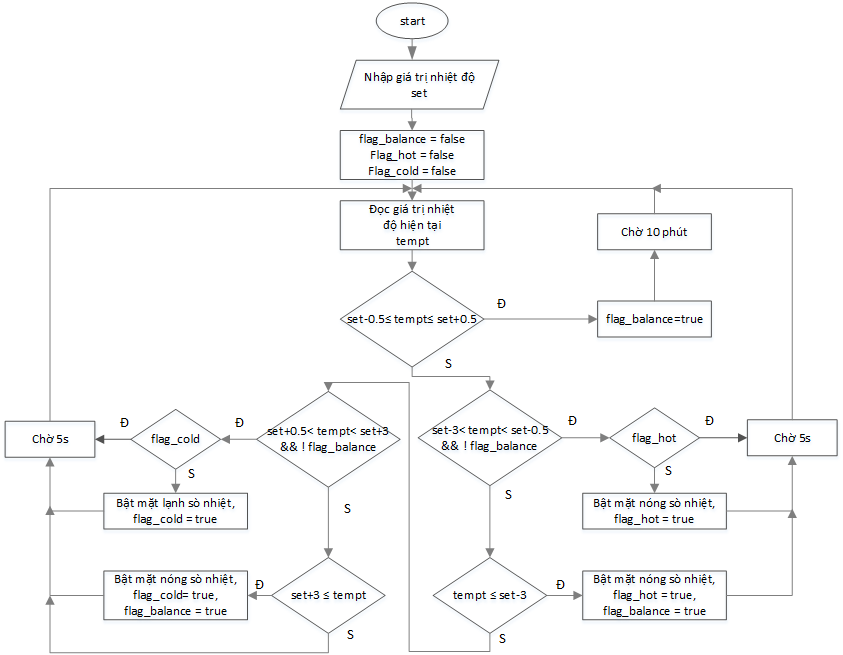 start
Nhập giá trị nhiệt độ
set
flag_balance = false
Flag_hot = false
Flag_cold = false
Đọc giá trị nhiệt
độ hiện tại
tempt
Chờ 10 phút
set-0.5≤ tempt≤ set+0.5
Đ
flag_balance=true
S
Chờ 5s
Đ
flag_cold
Đ
set+0.5< tempt< set+3
&& ! flag_balance
set-3< tempt< set-0.5
&& ! flag_balance
Đ
flag_hot
Đ
Chờ 5s
S
S
S
S
Bật mặt lạnh sò nhiệt,
flag_cold = true
Bật mặt nóng sò nhiệt,
flag_hot = true
Bật mặt nóng sò nhiệt,
flag_cold= true,
flag_balance = true
Đ
set+3 ≤ tempt
tempt ≤ set-3
Đ
Bật mặt nóng sò nhiệt,
flag_hot = true,
flag_balance = true
S
S